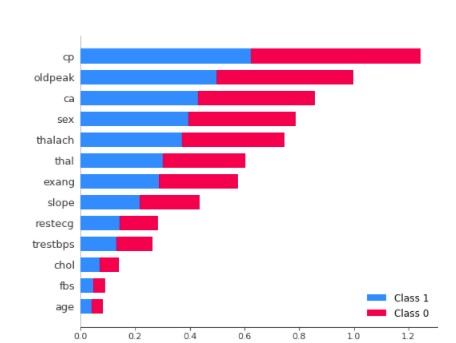 cp
oldpeak
ca
sex
thalach
thal
exang
slope
restecg
trestbps
chol
fbs
age
Class 1
Class 0
0.0 0.2 0.4 0.6 0.8 1.0 1.2